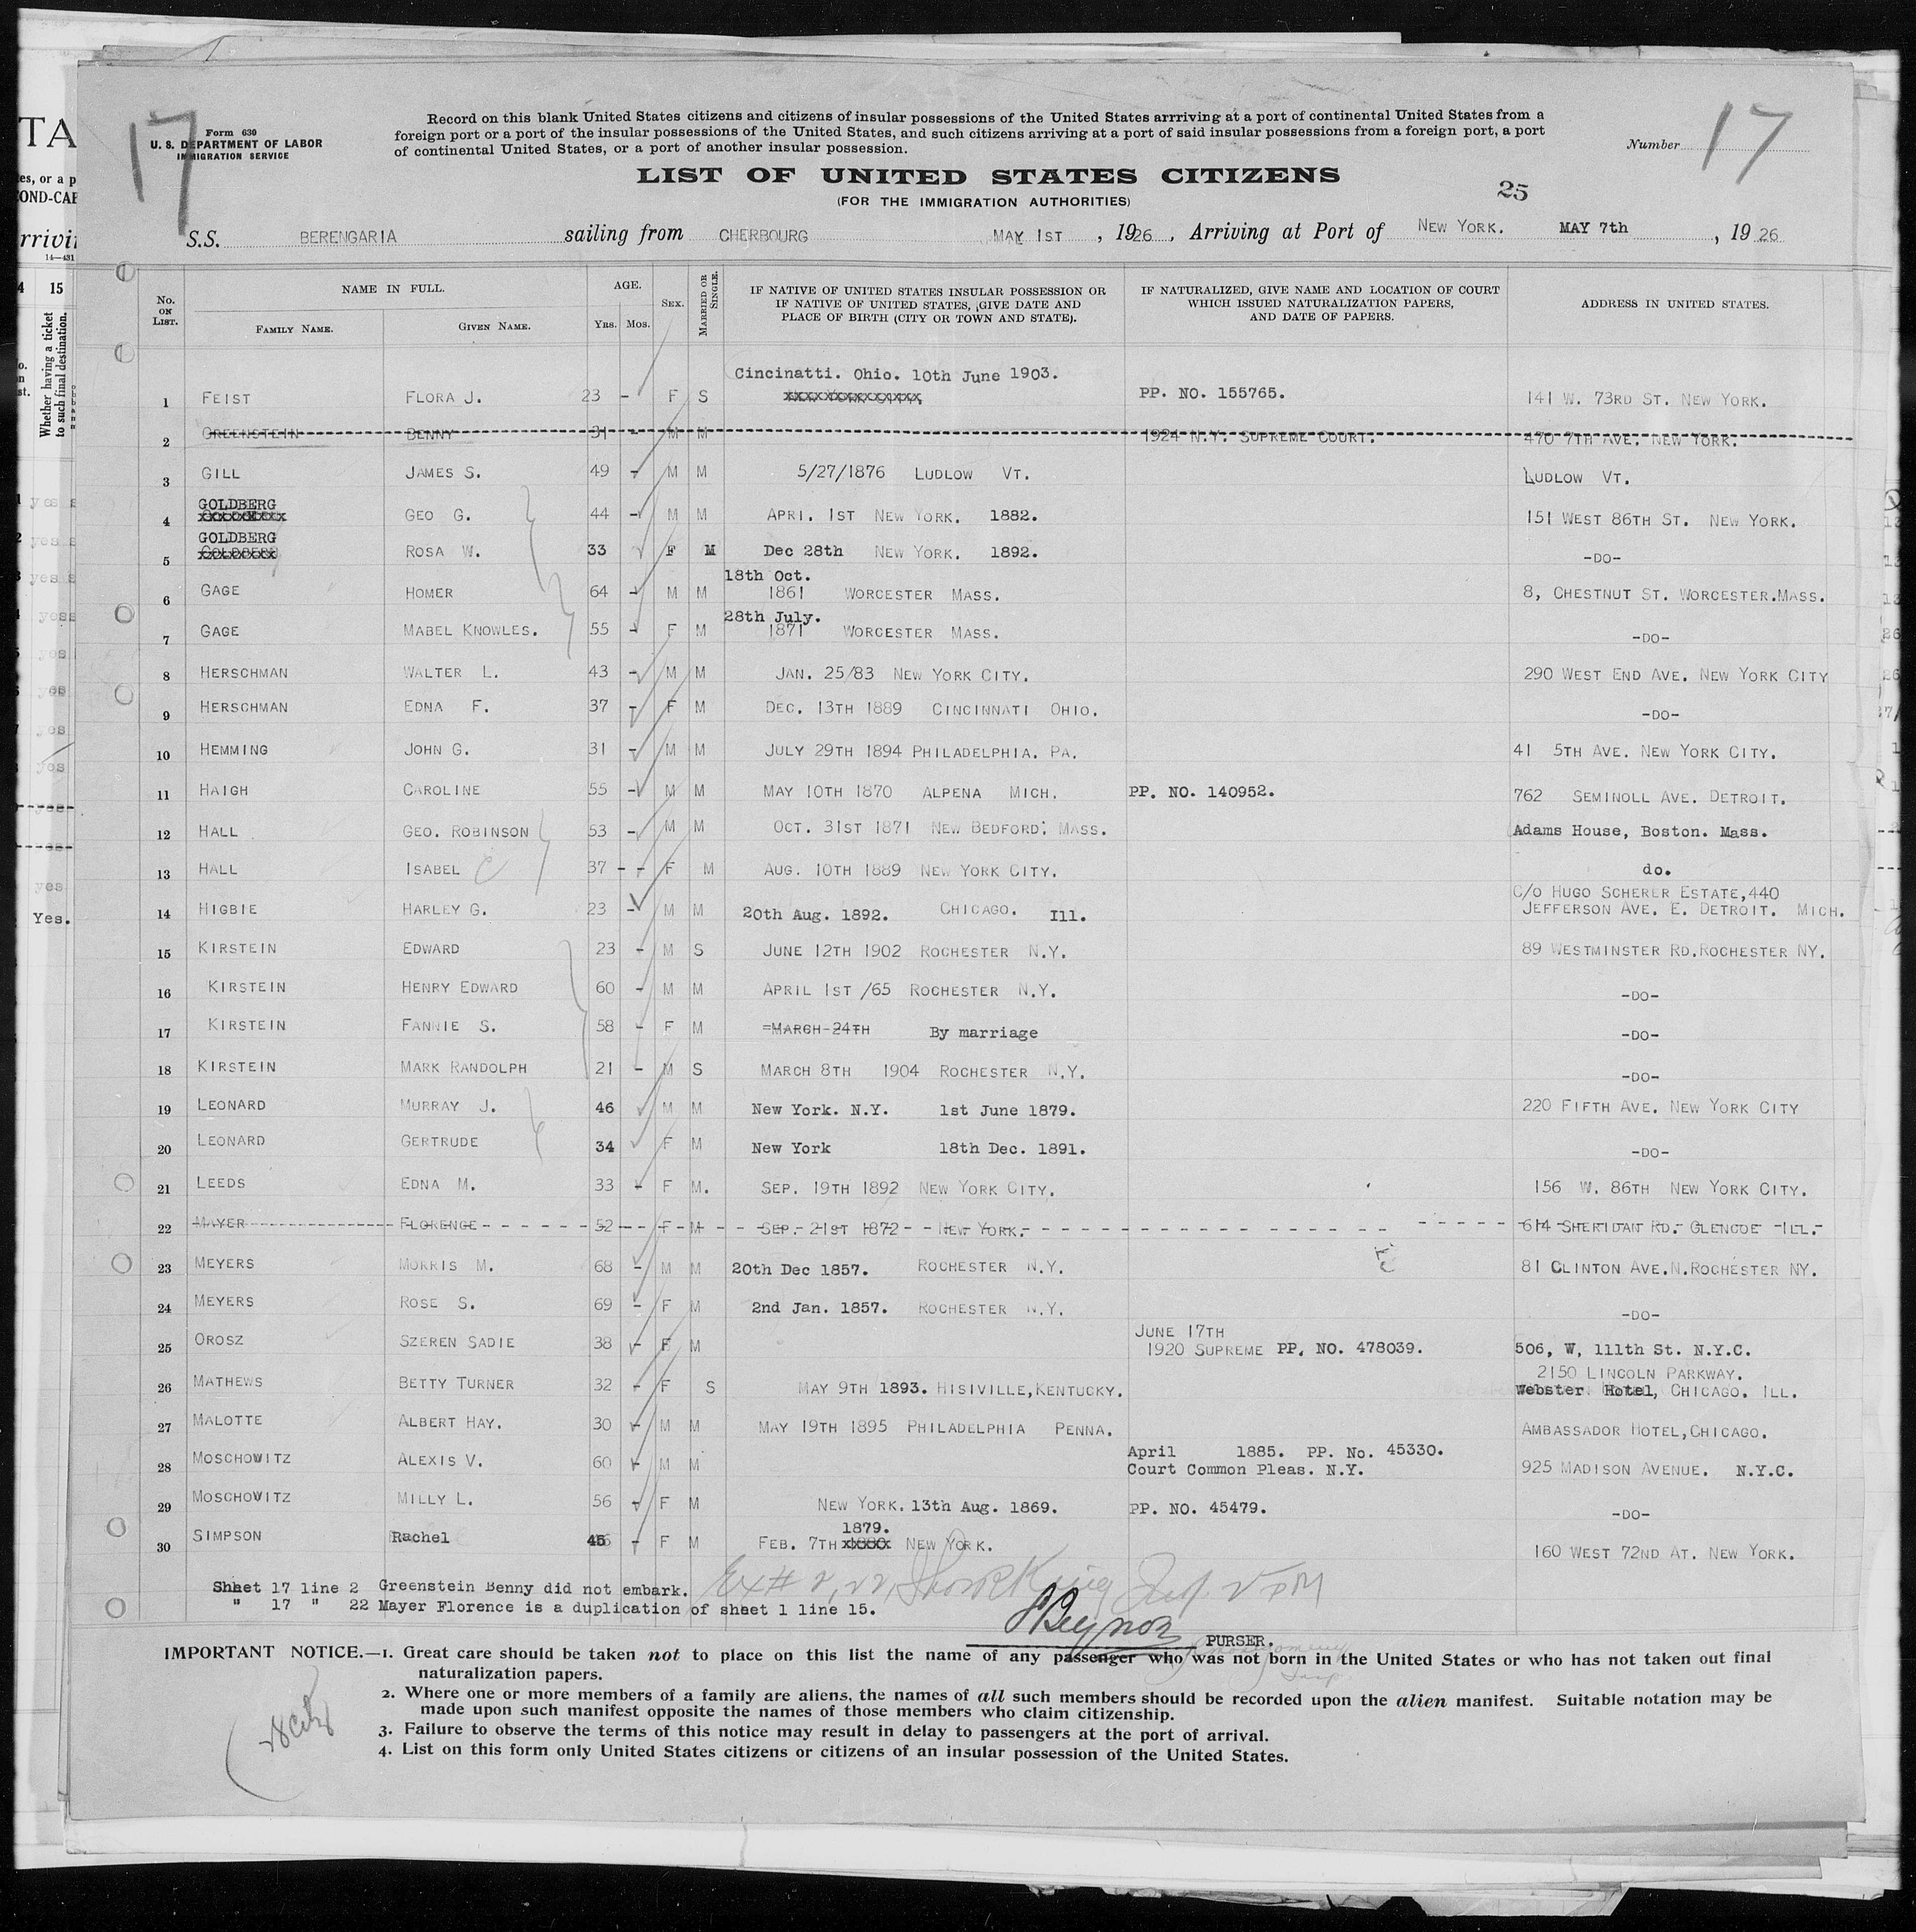 17
Form 630
U. S. DEPARTMENT OF LABOR
IMMIGRATION SERVICE
Record on this blank United States citizens and citizens of insular possessions of the United States arrriving at a port of continental United States from a
foreign port or a port of the insular possessions of the United States, and such citizens arriving at a port of said insular possessions from a foreign port, a port
of continental United States, or a port of another insular possession.
Number 17
LIST OF UNITED STATES CITIZENS
(FOR THE IMMIGRATION AUTHORITIES)
25
S.S. BERENGARIA sailing from CHERBOURG MAY 1ST , 1926 , Arriving at Port of NEW YORK. MAY 7th , 19 26
No. ON LIST. NAME IN FULL. FAMILY NAME. GIVEN NAME. AGE. YRS. MOS. SEX. MARRIED OR SINGLE. IF NATIVE OF UNITED STATES INSULAR POSSESSION OR IF NATIVE OF UNITED STATES, GIVE DATE AND PLACE OF BIRTH (CITY OR TOWN AND STATE). IF NATURALIZED, GIVE NAME AND LOCATION OF COURT WHICH ISSUED NATURALIZATION PAPERS, AND DATE OF PAPERS. ADDRESS IN UNITED STATES.
Cincinatti. Ohio. 10th June 1903.
1 FEIST FLORA J. 23 - F S xxxxxxxxxxxxxxxx PP. NO. 155765. 141 W. 73RD ST. NEW YORK.
2 GREENSTEIN BENNY 31 - M M 1924 N.Y. SUPREME COURT. 470 7TH AVE. NEW YORK.
3 GILL JAMES S. 49 - M M 5/27/1876 LUDLOW VT. LUDLOW VT.
4 GOLDBERG GEO G. 44 - M M APRI. 1ST NEW YORK. 1882. 151 WEST 86TH ST. NEW YORK.
5 GOLDBERG ROSA W. 33 F M Dec 28th NEW YORK. 1892. -DO-
18th Oct.
6 GAGE HOMER 64 - M M 1861 WORCESTER MASS. 8, CHESTNUT ST. WORCESTER.MASS.
28th July.
7 GAGE MABEL KNOWLES. 55 - F M 1871 WORCESTER MASS. -DO-
8 HERSCHMAN WALTER L. 43 - M M JAN. 25/83 NEW YORK CITY. 290 WEST END AVE. NEW YORK CITY
9 HERSCHMAN EDNA F. 37 - F M DEC. 13TH 1889 CINCINNATI OHIO. -DO-
10 HEMMING JOHN G. 31 - M M JULY 29TH 1894 PHILADELPHIA. PA. 41 5TH AVE. NEW YORK CITY.
11 HAIGH CAROLINE 55 - M M MAY 10TH 1870 ALPENA MICH. PP. NO. 140952. 762 SEMINOLL AVE. DETROIT.
12 HALL GEO. ROBINSON 53 - M M OCT. 31ST 1871 NEW BEDFORD. MASS. Adams House, Boston. Mass.
13 HALL ISABEL C 37 - - F M AUG. 10TH 1889 NEW YORK CITY. do.
C/O HUGO SCHERER ESTATE,440
14 HIGBIE HARLEY G. 23 - M M 20th Aug. 1892. CHICAGO. Ill. JEFFERSON AVE. E. DETROIT. MICH.
15 KIRSTEIN EDWARD 23 - M S JUNE 12TH 1902 ROCHESTER N.Y. 89 WESTMINSTER RD.ROCHESTER NY.
16 KIRSTEIN HENRY EDWARD 60 - M M APRIL 1ST /65 ROCHESTER N.Y. -DO-
17 KIRSTEIN FANNIE S. 58 - F M MARCH 24TH By marriage -DO-
18 KIRSTEIN MARK RANDOLPH 21 - M S MARCH 8TH 1904 ROCHESTER N.Y. -DO-
19 LEONARD MURRAY J. 46 M M New York. N.Y. 1st June 1879. 220 FIFTH AVE. NEW YORK CITY
20 LEONARD GERTRUDE 34 F M New York 18th Dec. 1891. -DO-
21 LEEDS EDNA M. 33 - F M. SEP. 19TH 1892 NEW YORK CITY. 156 W. 86TH NEW YORK CITY.
22 MAYER FLORENCE 52 - F M SEP. 21ST 1872 NEW YORK. 614 SHERIDAN RD. GLENCOE ILL.
23 MEYERS MORRIS M. 68 - M M 20th Dec 1857. ROCHESTER N.Y. 81 CLINTON AVE.N.ROCHESTER NY.
24 MEYERS ROSE S. 69 - F M 2nd Jan. 1857. ROCHESTER N.Y. -DO-
JUNE 17TH
25 OROSZ SZEREN SADIE 38 - F M 1920 SUPREME PP. NO. 478039. 506, W, 111th St. N.Y.C.
2150 LINCOLN PARKWAY.
26 MATHEWS BETTY TURNER 32 - F S MAY 9TH 1893. HISIVILLE,KENTUCKY. Webster Hotel, CHICAGO. ILL.
27 MALOTTE ALBERT HAY. 30 - M M MAY 19TH 1895 PHILADELPHIA PENNA. AMBASSADOR HOTEL,CHICAGO.
April 1885. PP. No. 45330.
28 MOSCHOWITZ ALEXIS V. 60 - M M Court Common Pleas. N.Y. 925 MADISON AVENUE. N.Y.C.
29 MOSCHOWITZ MILLY L. 56 - F M NEW YORK. 13th Aug. 1869. PP. NO. 45479. -DO-
1879.
30 SIMPSON Rachel 45 - F M FEB. 7TH xxxxx NEW YORK. 160 WEST 72ND AT. NEW YORK.
Sheet 17 line 2 Greenstein Benny did not embark.
" 17 " 22 Mayer Florence is a duplication of sheet 1 line 15.
PURSER.
IMPORTANT NOTICE.—1. Great care should be taken not to place on this list the name of any passenger who was not born in the United States or who has not taken out final
naturalization papers.
2. Where one or more members of a family are aliens, the names of all such members should be recorded upon the alien manifest. Suitable notation may be
made upon such manifest opposite the names of those members who claim citizenship.
3. Failure to observe the terms of this notice may result in delay to passengers at the port of arrival.
4. List on this form only United States citizens or citizens of an insular possession of the United States.